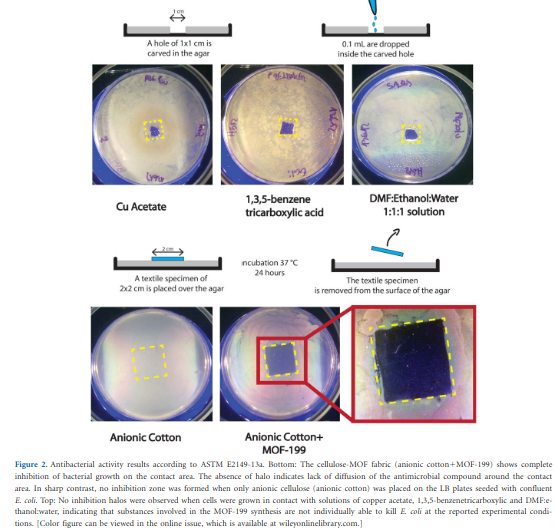 1 cm
A hole of 1x1 cm is
carved in the agar
0.1 mL are dropped
inside the carved hole
Cu Acetate
1,3,5-benzene
tricarboxylic acid
DMF:Ethanol:Water
1:1:1 solution
2 cm
A textile specimen of
2x2 cm is placed over the agar
incubation 37 °C
24 hours
The textile specimen
is removed from the surface of the agar
Anionic Cotton
Anionic Cotton+
MOF-199
Figure 2. Antibacterial activity results according to ASTM E2149-13a. Bottom: The cellulose-MOF fabric (anionic cotton+MOF-199) shows complete
inhibition of bacterial growth on the contact area. The absence of halo indicates lack of diffusion of the antimicrobial compound around the contact
area. In sharp contrast, no inhibition zone was formed when only anionic cellulose (anionic cotton) was placed on the LB plates seeded with confluent
E. coli. Top: No inhibition halos were observed when cells were grown in contact with solutions of copper acetate, 1,3,5-benzenetricarboxylic and DMF:e-
thanol:water, indicating that substances involved in the MOF-199 synthesis are not individually able to kill E. coli at the reported experimental condi-
tions. [Color figure can be viewed in the online issue, which is available at wileyonlinelibrary.com.]